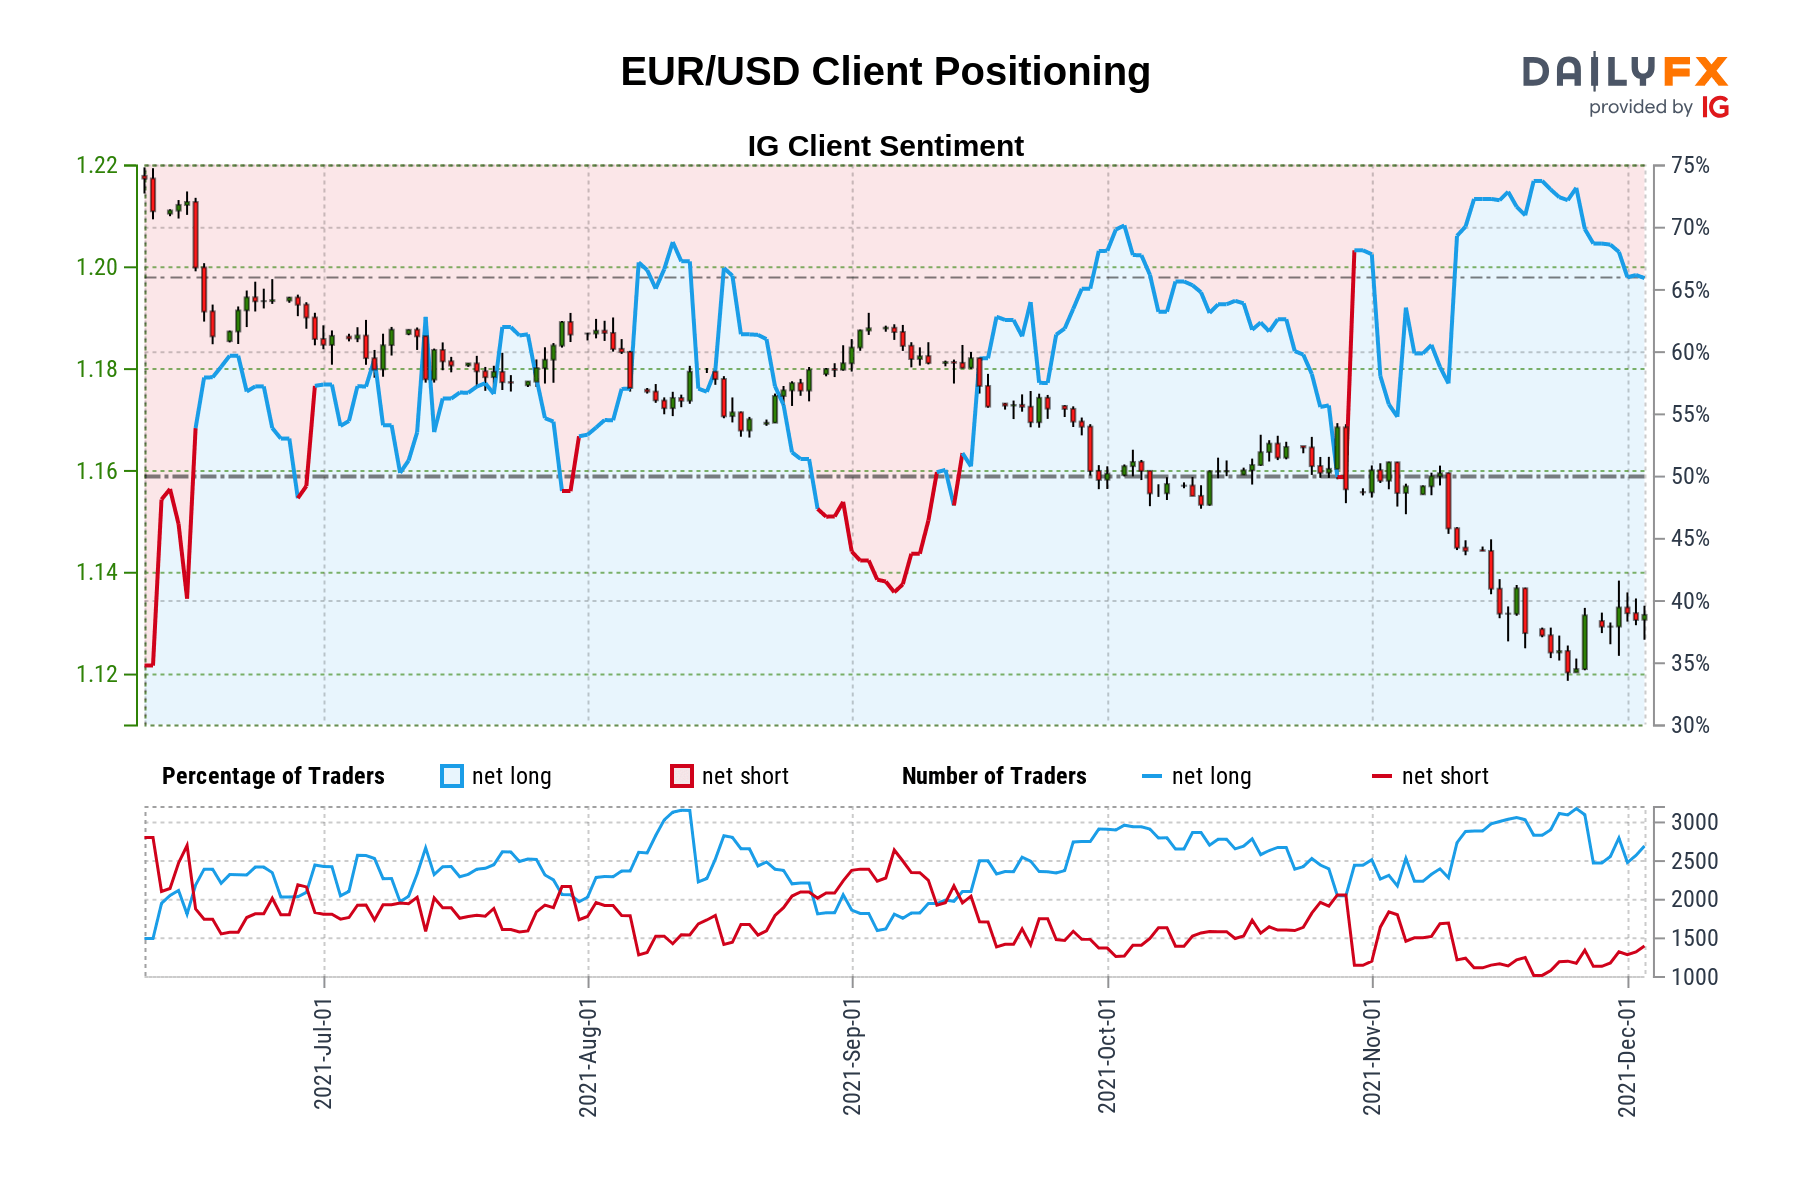 EUR/USD Client Positioning
DAILYFX
provided by IG
IG Client Sentiment
1.22
1.20
1.18
1.16
1.14
1.12
75%
70%
65%
60%
55%
50%
45%
40%
35%
30%
Percentage of Traders net long net short Number of Traders net long net short
3000
2500
2000
1500
1000
2021-Jul-01
2021-Aug-01
2021-Sep-01
2021-Oct-01
2021-Nov-01
2021-Dec-01